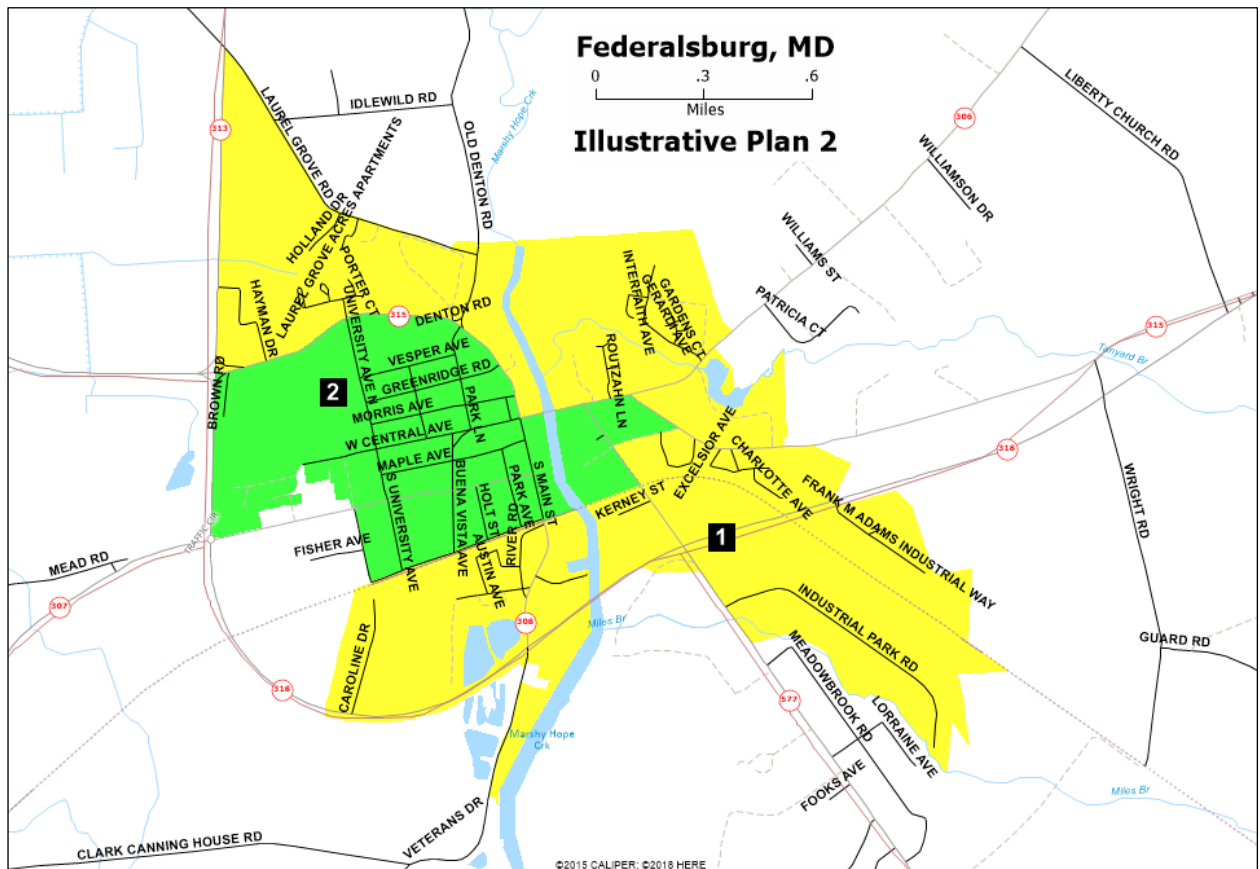 Federalsburg, MD
0 .3 .6
Miles
Illustrative Plan 2
LAUREL GROVE RD
IDLEWILD RD
OLD DENTON RD
Marshy Hope Crk
LIBERTY CHURCH RD
306
WILLIAMSON DR
313
HOLLAND DR
LAUREL GROVE ACRES APARTMENTS
PORTER CT
UNIVERSITY AVE N
HAYMAN DR
315
DENTON RD
INTERFAITH AVE
GERARDI AVE
GARDENS CT
WILLIAMS ST
PATRICIA CT
315
Tanyard Br
BROWN RD
2
VESPER AVE
GREENRIDGE RD
MORRIS AVE
PARK LN
ROUTZAHN LN
W CENTRAL AVE
MAPLE AVE
EXCELSIOR AVE
CHARLOTTE AVE
318
FRANK M ADAMS INDUSTRIAL WAY
WRIGHT RD
S UNIVERSITY AVE
BUENA VISTA AVE
HOLT ST
AUSTIN AVE
RIVER RD
PARK AVE
S MAIN ST
KERNEY ST
1
TRAFFIC CIR
FISHER AVE
MEAD RD
307
308
Miles Br
INDUSTRIAL PARK RD
GUARD RD
CAROLINE DR
318
MEADOWBROOK RD
577
LORRAINE AVE
Marshy Hope
Crk
FOOKS AVE
Miles Br
VETERANS DR
CLARK CANNING HOUSE RD
©2015 CALIPER; ©2018 HERE